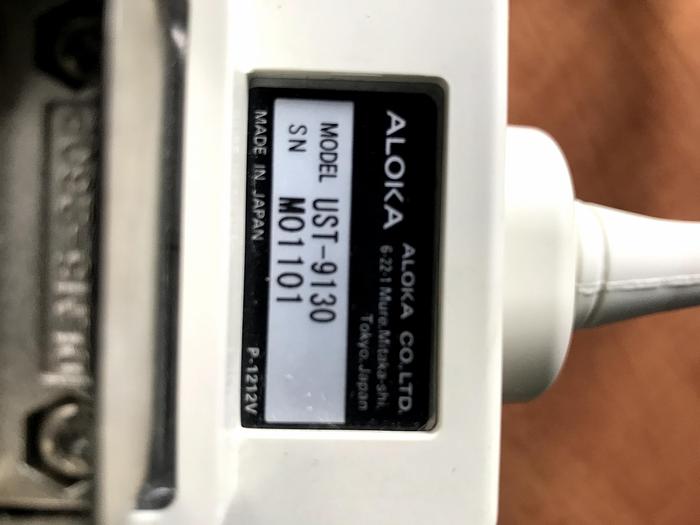 ALOKA ALOKA CO.,LTD.
6-22-1 Mure,Mitaka-shi,
Tokyo,Japan
MODEL UST-9130
SN M01101
MADE IN JAPAN P-1212V